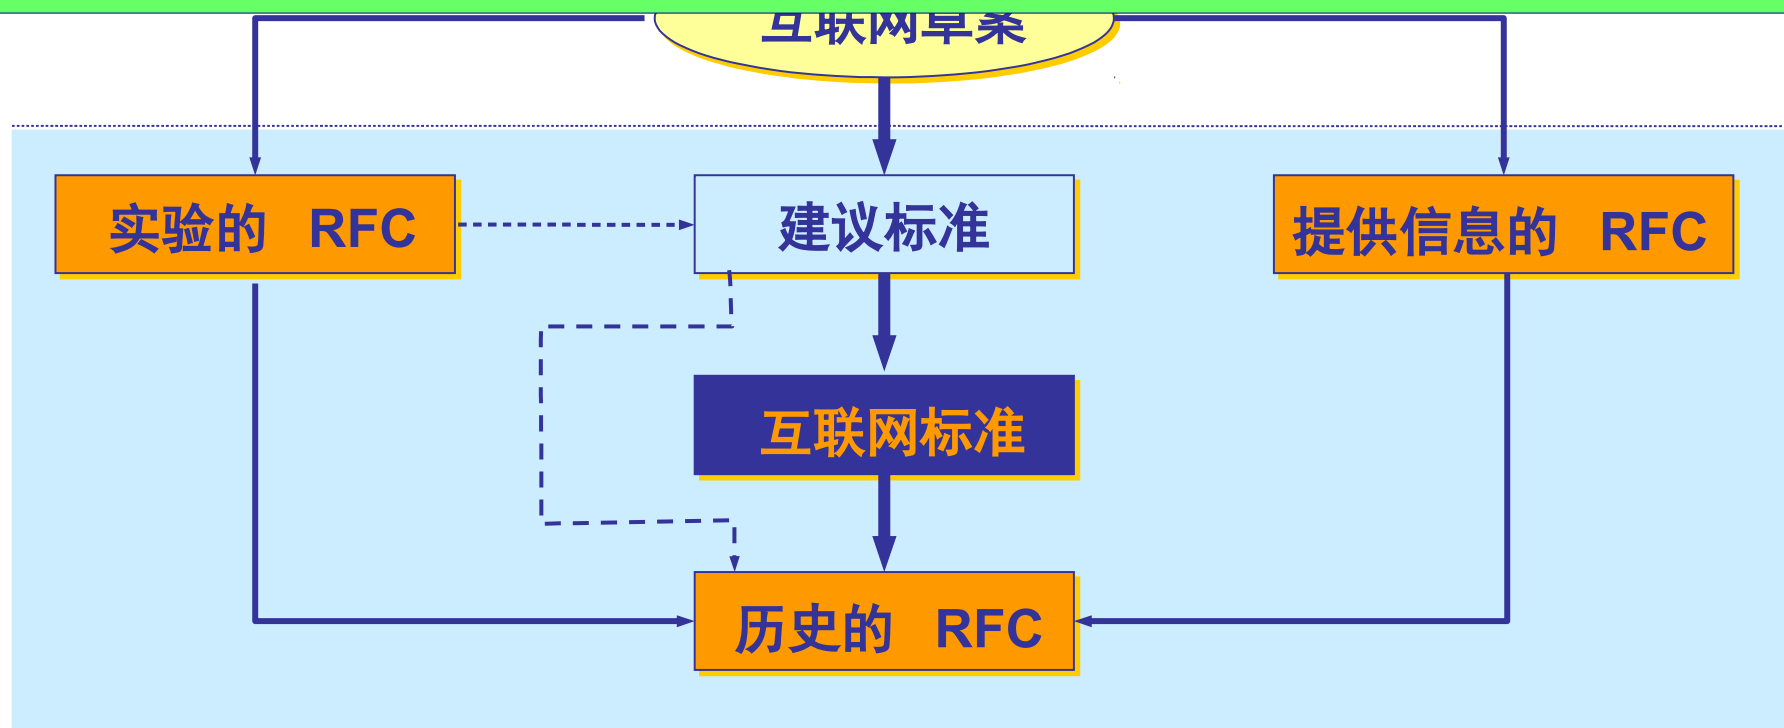 互联网草案
实验的 RFC
建议标准
提供信息的 RFC
互联网标准
历史的 RFC